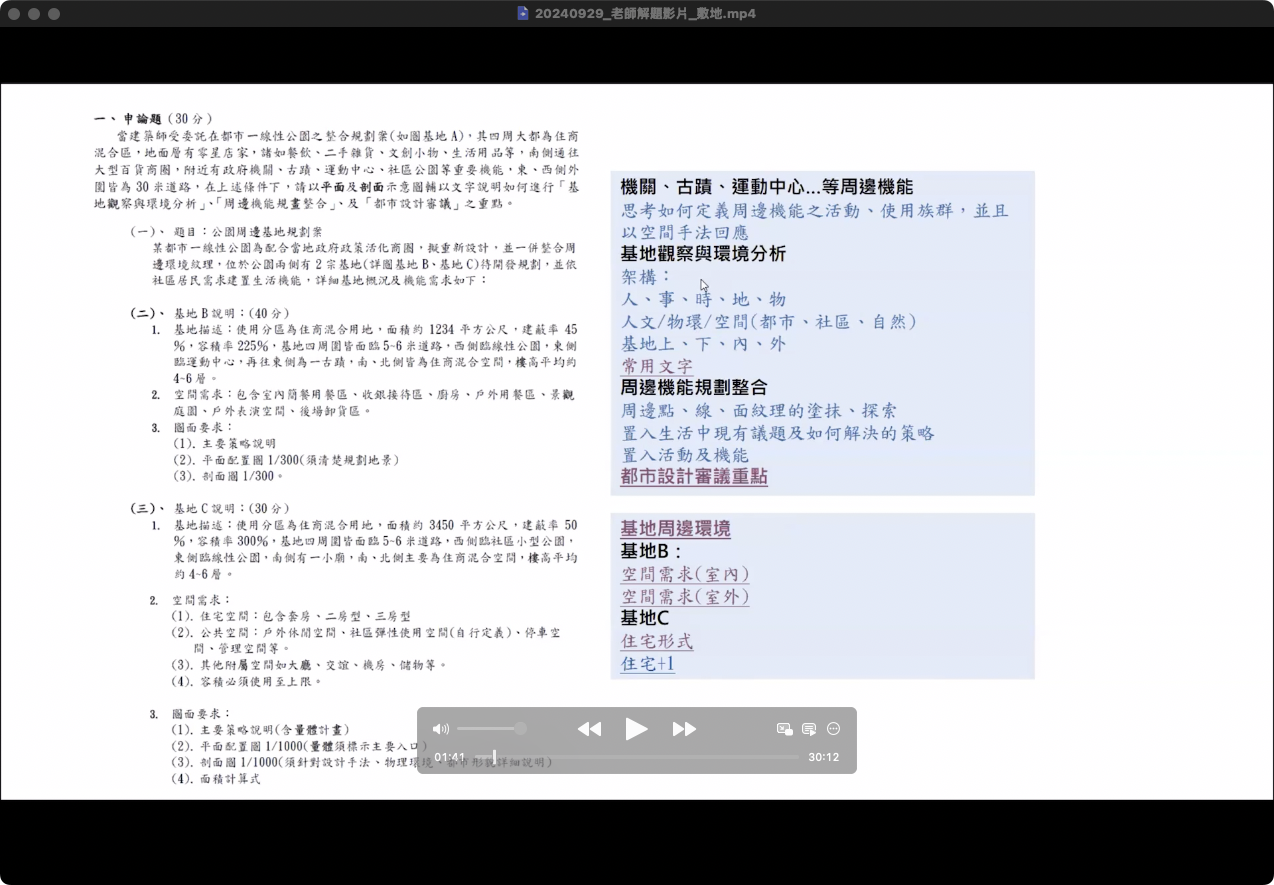 20240929_老師解題影片_敷地.mp4
一、申論題(30 分)
當建築師受委託在都市一線性公園之整合規劃案(如圖基地 A),其四周大都為住商
混合區,地面層有零星店家,諸如餐飲、二手雜貨、文創小物、生活用品等,南側通往
大型百貨商圈,附近有政府機關、古蹟、運動中心、社區公園等重要機能,東、西側外
圍皆為 30 米道路,在上述條件下,請以平面及剖面示意圖輔以文字說明如何進行「基
地觀察與環境分析」、「周邊機能規畫整合」、及「都市設計審議」之重點。
(一)、 題目:公園周邊基地規劃案
某都市一線性公園為配合當地政府政策活化商圈,擬重新設計,並一併整合周
邊環境紋理,位於公園兩側有 2 宗基地(詳圖基地 B、基地 C)待開發規劃,並依
社區居民需求建置生活機能,詳細基地概況及機能需求如下:
(二)、 基地 B 說明:(40 分)
1. 基地描述:使用分區為住商混合用地,面積約 1234 平方公尺,建蔽率 45
%,容積率 225%,基地四周圍皆面臨 5~6 米道路,西側臨線性公園,東側
臨運動中心,再往東側為一古蹟,南、北側皆為住商混合空間,樓高平均約
4~6 層。
2. 空間需求:包含室內簡餐用餐區、收銀接待區、廚房、戶外用餐區、景觀
庭園、戶外表演空間、後場卸貨區。
3. 圖面要求:
(1). 主要策略說明
(2). 平面配置圖 1/300(須清楚規劃地景)
(3). 剖面圖 1/300。
(三)、 基地 C 說明:(30 分)
1. 基地描述:使用分區為住商混合用地,面積約 3450 平方公尺,建蔽率 50
%,容積率 300%,基地四周圍皆面臨 5~6 米道路,西側臨社區小型公園,
東側臨線性公園,南側有一小廟,南、北側主要為住商混合空間,樓高平均
約 4~6 層。
2. 空間需求:
(1). 住宅空間:包含套房、二房型、三房型
(2). 公共空間:戶外休閒空間、社區彈性使用空間(自行定義)、停車空
間、管理空間等。
(3). 其他附屬空間如大廳、交誼、機房、儲物等。
(4). 容積必須使用至上限。
3. 圖面要求:
(1). 主要策略說明(含量體計畫)
(2). 平面配置圖 1/1000(量體須標示主要入口)
(3). 剖面圖 1/1000(須針對設計手法、物理環境、都市形貌詳細說明)
(4). 面積計算式
機關、古蹟、運動中心...等周邊機能
思考如何定義周邊機能之活動、使用族群,並且
以空間手法回應
基地觀察與環境分析
架構:
人、事、時、地、物
人文/物環/空間(都市、社區、自然)
基地上、下、內、外
常用文字
周邊機能規劃整合
周邊點、線、面紋理的塗抹、探索
置入生活中現有議題及如何解決的策略
置入活動及機能
都市設計審議重點
基地周邊環境
基地B:
空間需求(室內)
空間需求(室外)
基地C
住宅形式
住宅+1
01:41
30:12